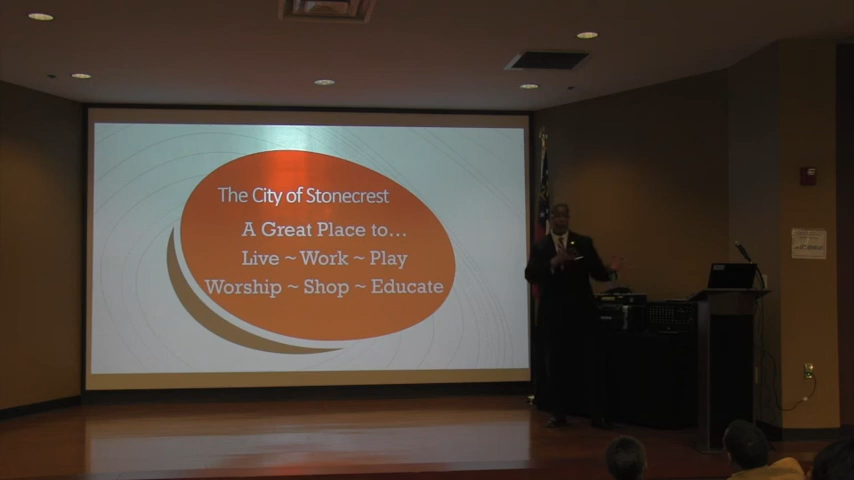 The City of Stonecrest
A Great Place to...
Live ~ Work ~ Play
Worship ~ Shop ~ Educate